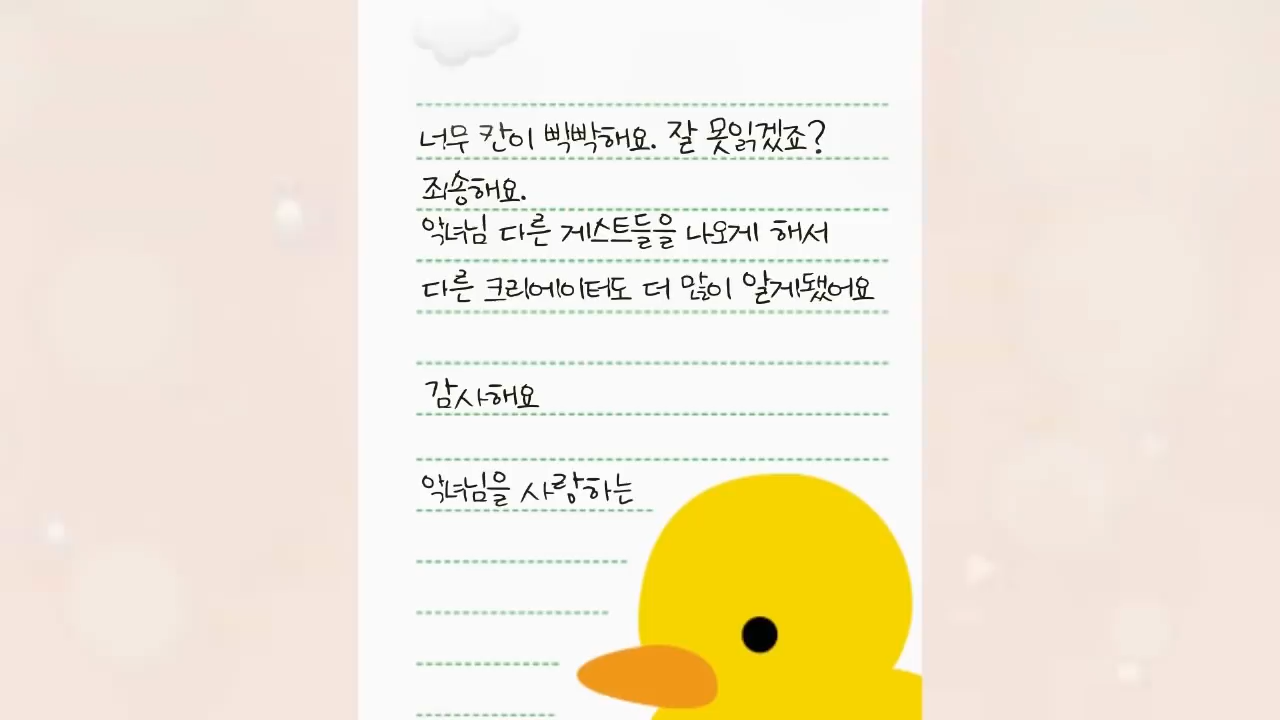 너무 칸이 빡빡해요. 잘 못읽겠죠?
죄송해요.
악녀님 다른 게스트들을 나오게 해서
다른 크리에이터도 더 많이 알게됐어요
감사해요
악녀님을 사랑하는